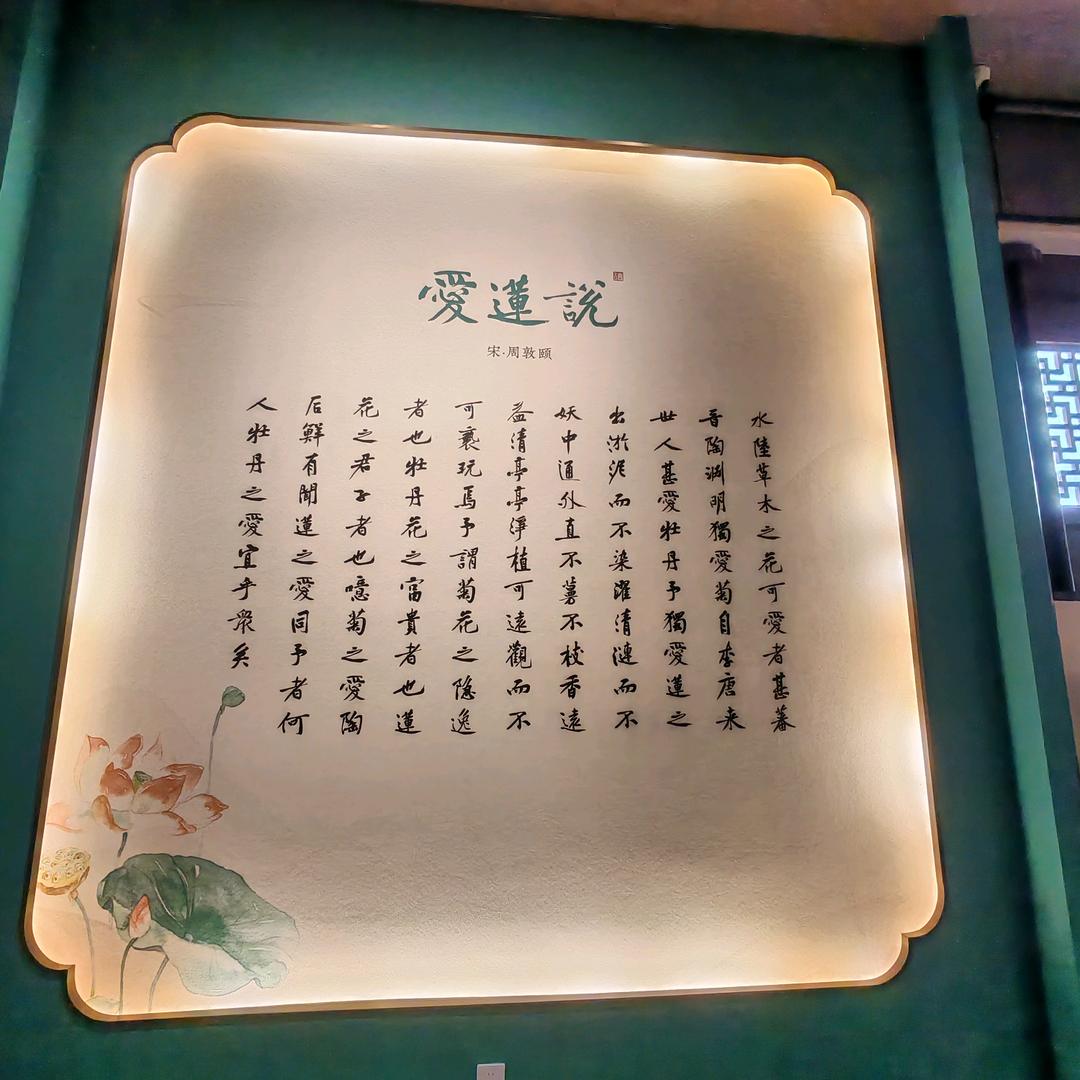 愛蓮說
宋·周敦颐
水陸草木之花可愛者甚蕃
晋陶渊明獨愛菊自李唐来
世人甚愛牡丹予獨愛蓮之
出淤泥而不染濯清漣而不
妖中通外直不蔓不枝香遠
益清亭亭淨植可遠觀而不
可褻玩焉予謂菊花之隐逸
者也牡丹花之富貴者也蓮
花之君子者也噫菊之愛陶
后鮮有聞蓮之愛同予者何
人牡丹之愛宜乎眾矣